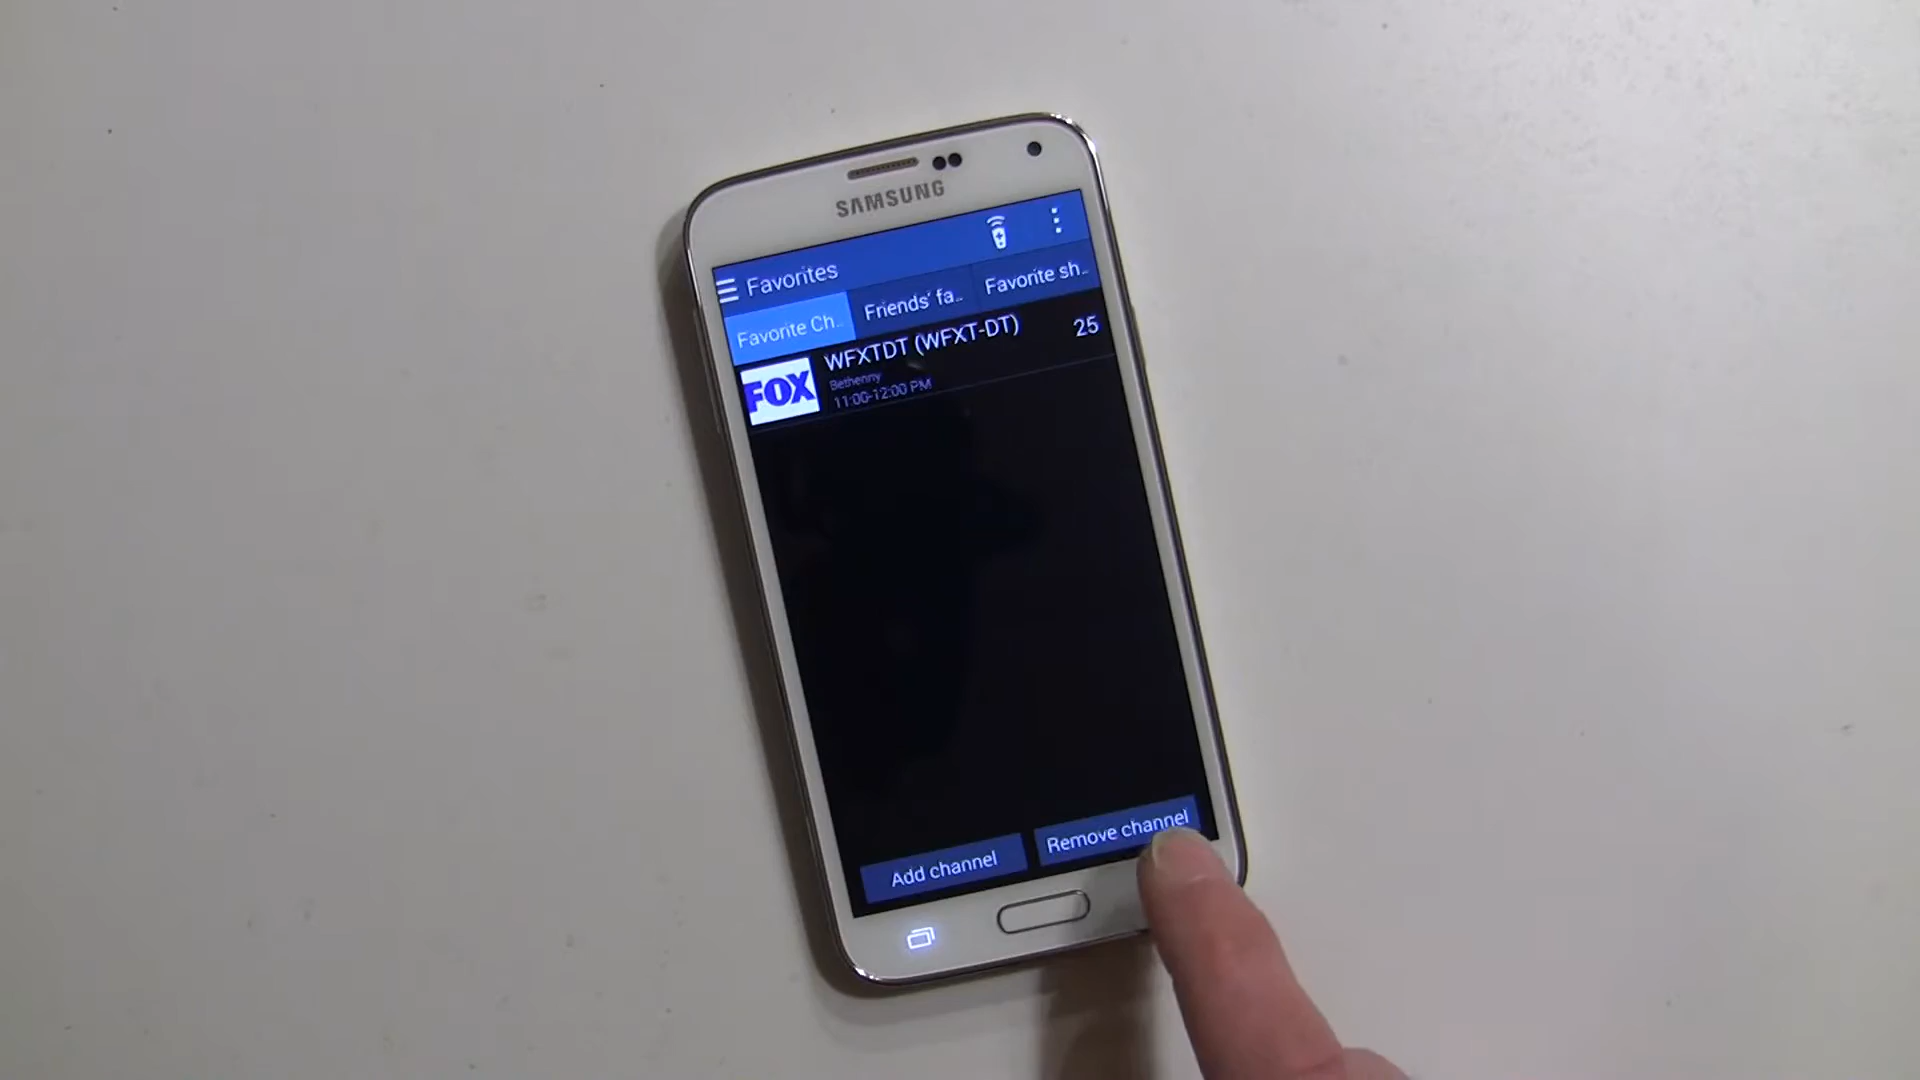 SAMSUNG
Favorites
Favorite Ch..
Friends' fa..
Favorite sh..
FOX
WFXTDT (WFXT-DT)
25
Bethenny
11:00-12:00 PM
Add channel
Remove channel